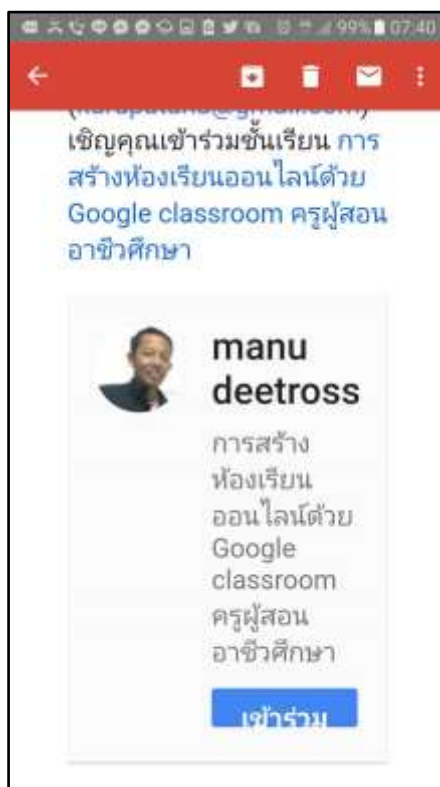 99% 07:40
เชิญคุณเข้าร่วมชั้นเรียน การ
สร้างห้องเรียนออนไลน์ด้วย
Google classroom ครูผู้สอน
อาชีวศึกษา
manu
deetross
การสร้าง
ห้องเรียน
ออนไลน์ด้วย
Google
classroom
ครูผู้สอน
อาชีวศึกษา
เข้าร่วม